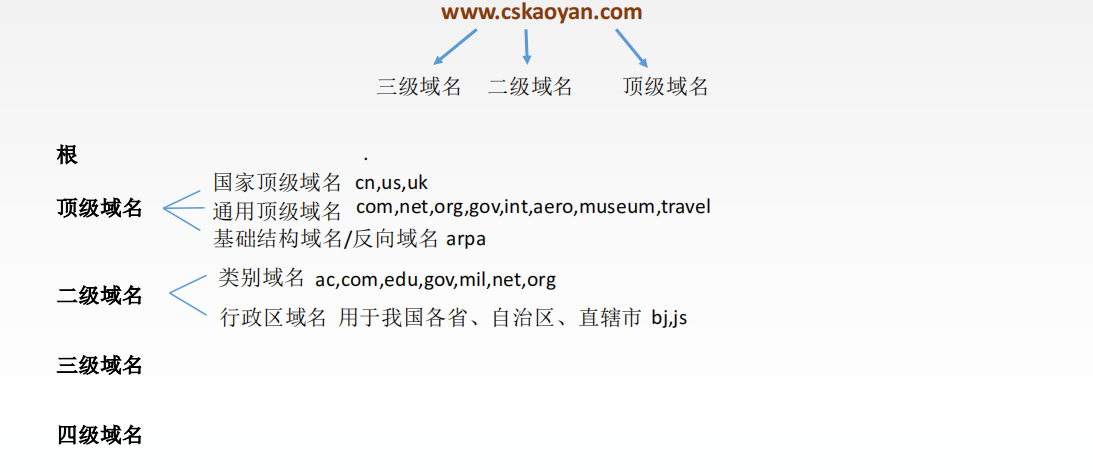 www.cskaoyan.com
三级域名 二级域名 顶级域名
根 .
国家顶级域名 cn,us,uk
顶级域名 通用顶级域名 com,net,org,gov,int,aero,museum,travel
基础结构域名/反向域名 arpa
类别域名 ac,com,edu,gov,mil,net,org
二级域名
行政区域名 用于我国各省、自治区、直辖市 bj,js
三级域名
四级域名